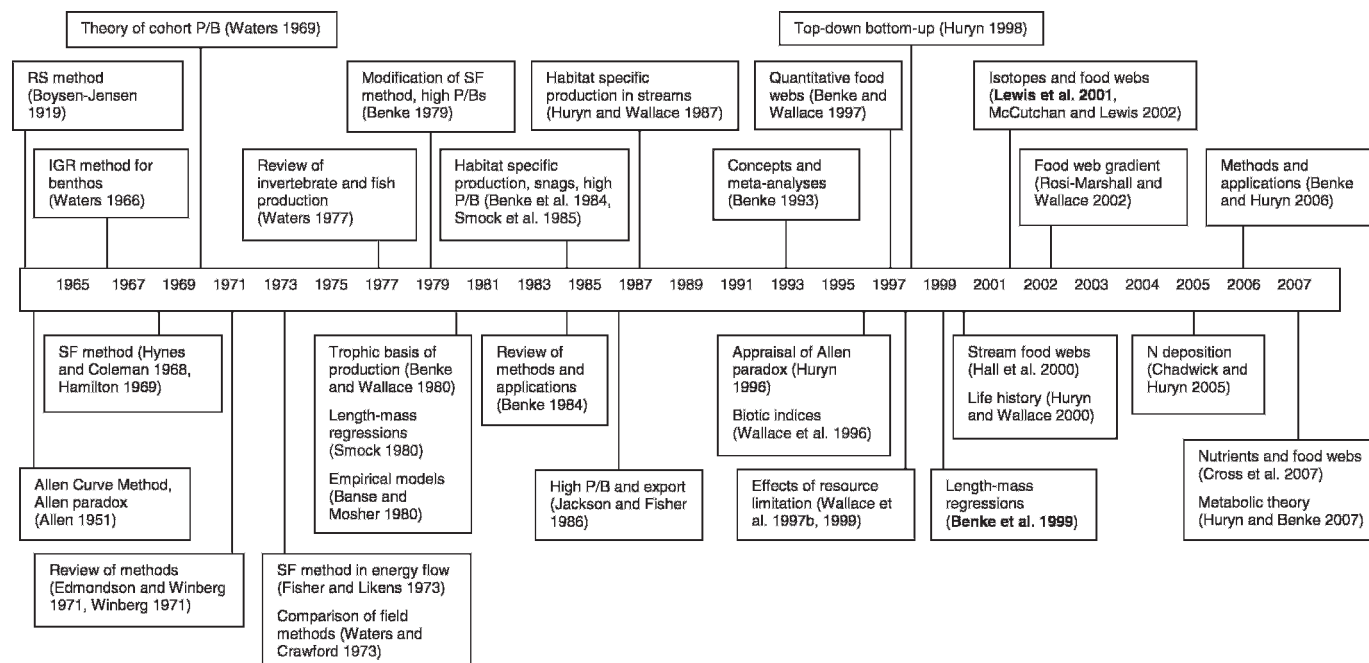 Theory of cohort P/B (Waters 1969)
Top-down bottom-up (Huryn 1998)
RS method
(Boysen-Jensen
1919)
Modification of SF
method, high P/Bs
(Benke 1979)
Habitat specific
production in streams
(Huryn and Wallace 1987)
Quantitative food
webs (Benke and
Wallace 1997)
Isotopes and food webs
(Lewis et al. 2001,
McCutchan and Lewis 2002)
IGR method for
benthos
(Waters 1966)
Review of
invertebrate and fish
production
(Waters 1977)
Habitat specific
production, snags, high
P/B (Benke et al. 1984,
Smock et al. 1985)
Concepts and
meta-analyses
(Benke 1993)
Food web gradient
(Rosi-Marshall and
Wallace 2002)
Methods and
applications (Benke
and Huryn 2006)
1965 1967 1969 1971 1973 1975 1977 1979 1981 1983 1985 1987 1989 1991 1993 1995 1997 1999 2001 2002 2003 2004 2005 2006 2007
SF method (Hynes
and Coleman 1968,
Hamilton 1969)
Trophic basis of
production (Benke
and Wallace 1980)
Length-mass
regressions
(Smock 1980)
Empirical models
(Banse and
Mosher 1980)
Review of
methods and
applications
(Benke 1984)
Appraisal of Allen
paradox (Huryn
1996)
Biotic indices
(Wallace et al. 1996)
Stream food webs
(Hall et al. 2000)
Life history (Huryn
and Wallace 2000)
N deposition
(Chadwick and
Huryn 2005)
Allen Curve Method,
Allen paradox
(Allen 1951)
High P/B and export
(Jackson and Fisher
1986)
Effects of resource
limitation (Wallace
et al. 1997b, 1999)
Length-mass
regressions
(Benke et al. 1999)
Nutrients and food webs
(Cross et al. 2007)
Metabolic theory
(Huryn and Benke 2007)
Review of methods
(Edmondson and Winberg
1971, Winberg 1971)
SF method in energy flow
(Fisher and Likens 1973)
Comparison of field
methods (Waters and
Crawford 1973)